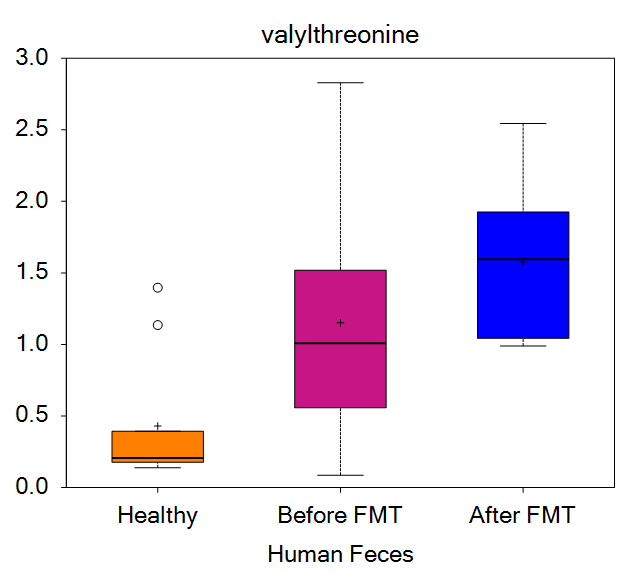 valylthreonine
3.0
2.5
2.0
1.5
1.0
0.5
0.0
Healthy
Before FMT
After FMT
Human Feces